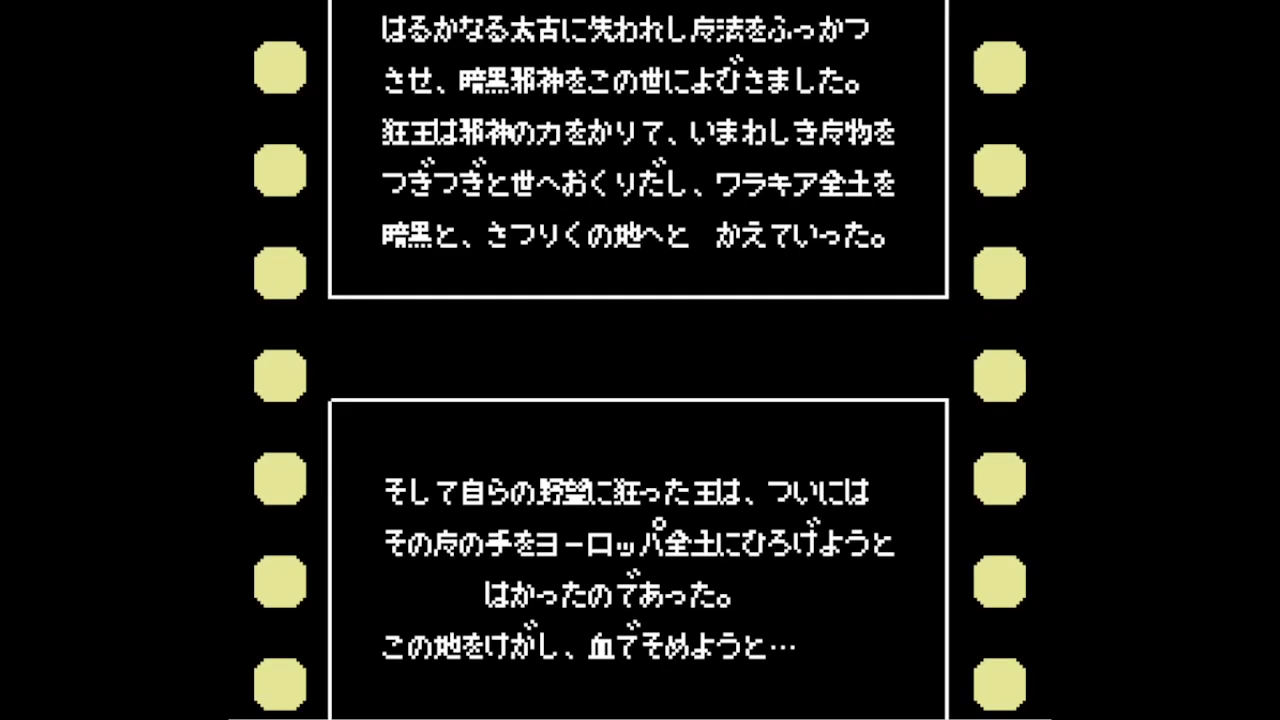 はるかなる太古に失われし魔法をふっかつ
させ、暗黒邪神をこの世によびさました。
狂王は邪神の力をかりて、いまわしき魔物を
つぎつぎと世へおくりだし、ワラキア全土を
暗黒と、さつりくの地へと　かえていった。
そして自らの野望に狂った王は、ついには
その魔の手をヨーロッパ全土にひろげようと
はかったのであった。
この地をけがし、血でそめようと…